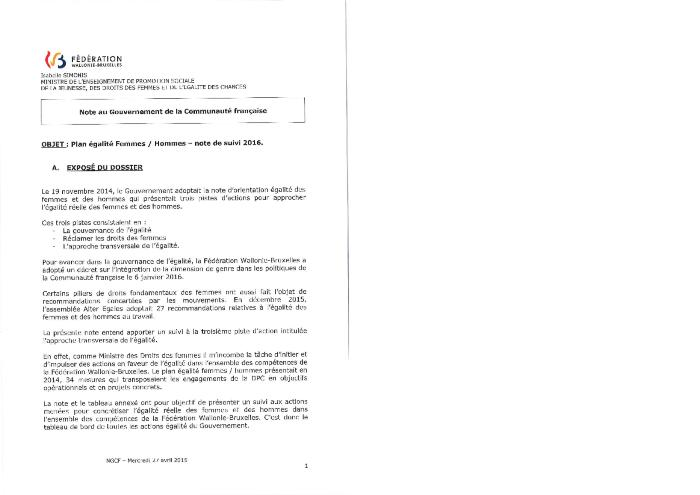 FÉDÉRATION
WALLONIE-BRUXELLES
Isabelle SIMONIS
MINISTRE DE L'ENSEIGNEMENT DE PROMOTION SOCIALE
DE LA JEUNESSE, DES DROITS DES FEMMES ET DE L'EGALITE DES CHANCES
Note au Gouvernement de la Communauté française
OBJET : Plan égalité Femmes / Hommes – note de suivi 2016.
A. EXPOSÉ DU DOSSIER
Le 19 novembre 2014, le Gouvernement adoptait la note d'orientation égalité des
femmes et des hommes qui présentait trois pistes d'actions pour approcher
l'égalité réelle des femmes et des hommes.
Ces trois pistes consistaient en :
- La gouvernance de l'égalité
- Réclamer les droits des femmes
- L'approche transversale de l'égalité.
Pour avancer dans la gouvernance de l'égalité, la Fédération Wallonie-Bruxelles a
adopté un décret sur l'intégration de la dimension de genre dans les politiques de
la Communauté française le 6 janvier 2016.
Certains piliers de droits fondamentaux des femmes ont aussi fait l'objet de
recommandations concertées par les mouvements. En décembre 2015,
l'assemblée Alter Egales adoptait 27 recommandations relatives à l'égalité des
femmes et des hommes au travail.
La présente note entend apporter un suivi à la troisième piste d'action intitulée
l'approche transversale de l'égalité.
En effet, comme Ministre des Droits des femmes il m'incombe la tâche d'initier et
d'impulser des actions en faveur de l'égalité dans l'ensemble des compétences de
la Fédération Wallonie-Bruxelles. Le plan égalité femmes / hommes présentait en
2014, 34 mesures qui transposaient les engagements de la DPC en objectifs
opérationnels et en projets concrets.
La note et le tableau annexé ont pour objectif de présenter un suivi aux actions
menées pour concrétiser l'égalité réelle des femmes et des hommes dans
l'ensemble des compétences de la Fédération Wallonie-Bruxelles. C'est donc le
tableau de bord de toutes les actions égalité du Gouvernement.
NGCF – Mercredi 27 avril 2016
1